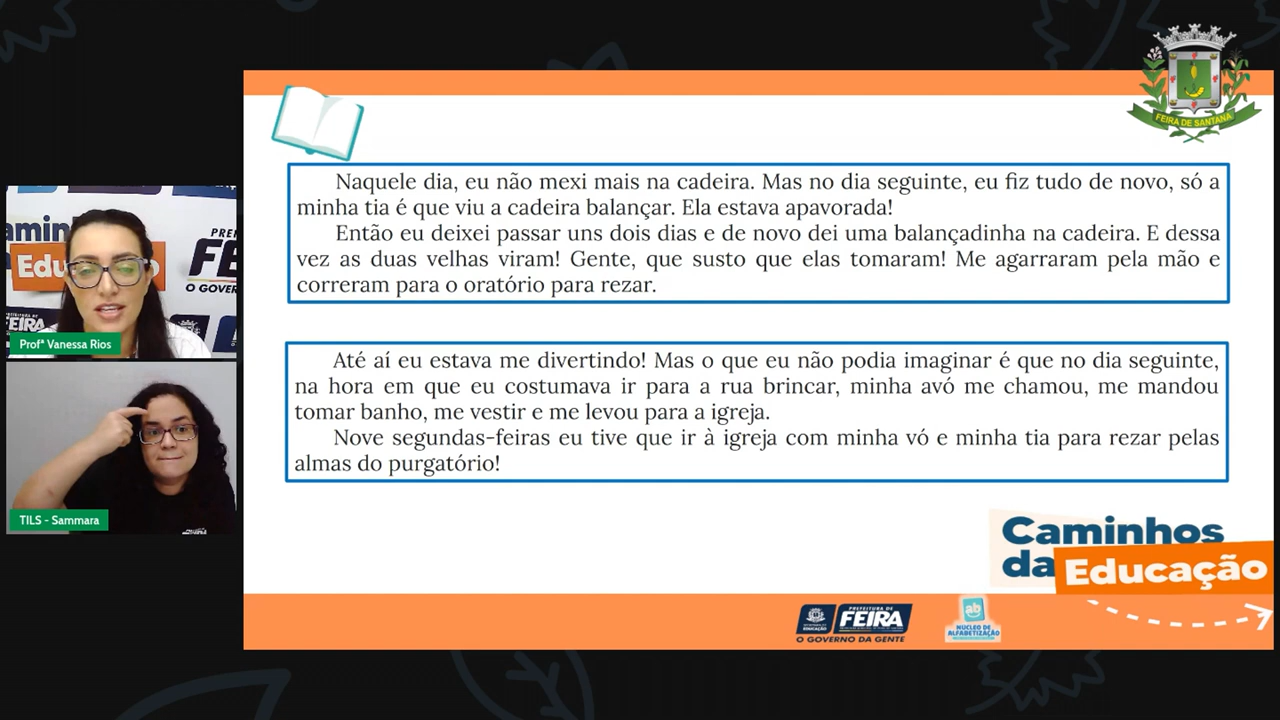 FEIRA DE SANTANA
Naquele dia, eu não mexi mais na cadeira. Mas no dia seguinte, eu fiz tudo de novo, só a
minha tia é que viu a cadeira balançar. Ela estava apavorada!
Então eu deixei passar uns dois dias e de novo dei uma balançadinha na cadeira. E dessa
vez as duas velhas viram! Gente, que susto que elas tomaram! Me agarraram pela mão e
correram para o oratório para rezar.
Até aí eu estava me divertindo! Mas o que eu não podia imaginar é que no dia seguinte,
na hora em que eu costumava ir para a rua brincar, minha avó me chamou, me mandou
tomar banho, me vestir e me levou para a igreja.
Nove segundas-feiras eu tive que ir à igreja com minha vó e minha tia para rezar pelas
almas do purgatório!
Profª Vanessa Rios
TILS - Sammara
Caminhos
da Educação
EDUCAÇÃO
PREFEITURA DE
FEIRA
O GOVERNO DA GENTE
ab
NÚCLEO DE
ALFABETIZAÇÃO